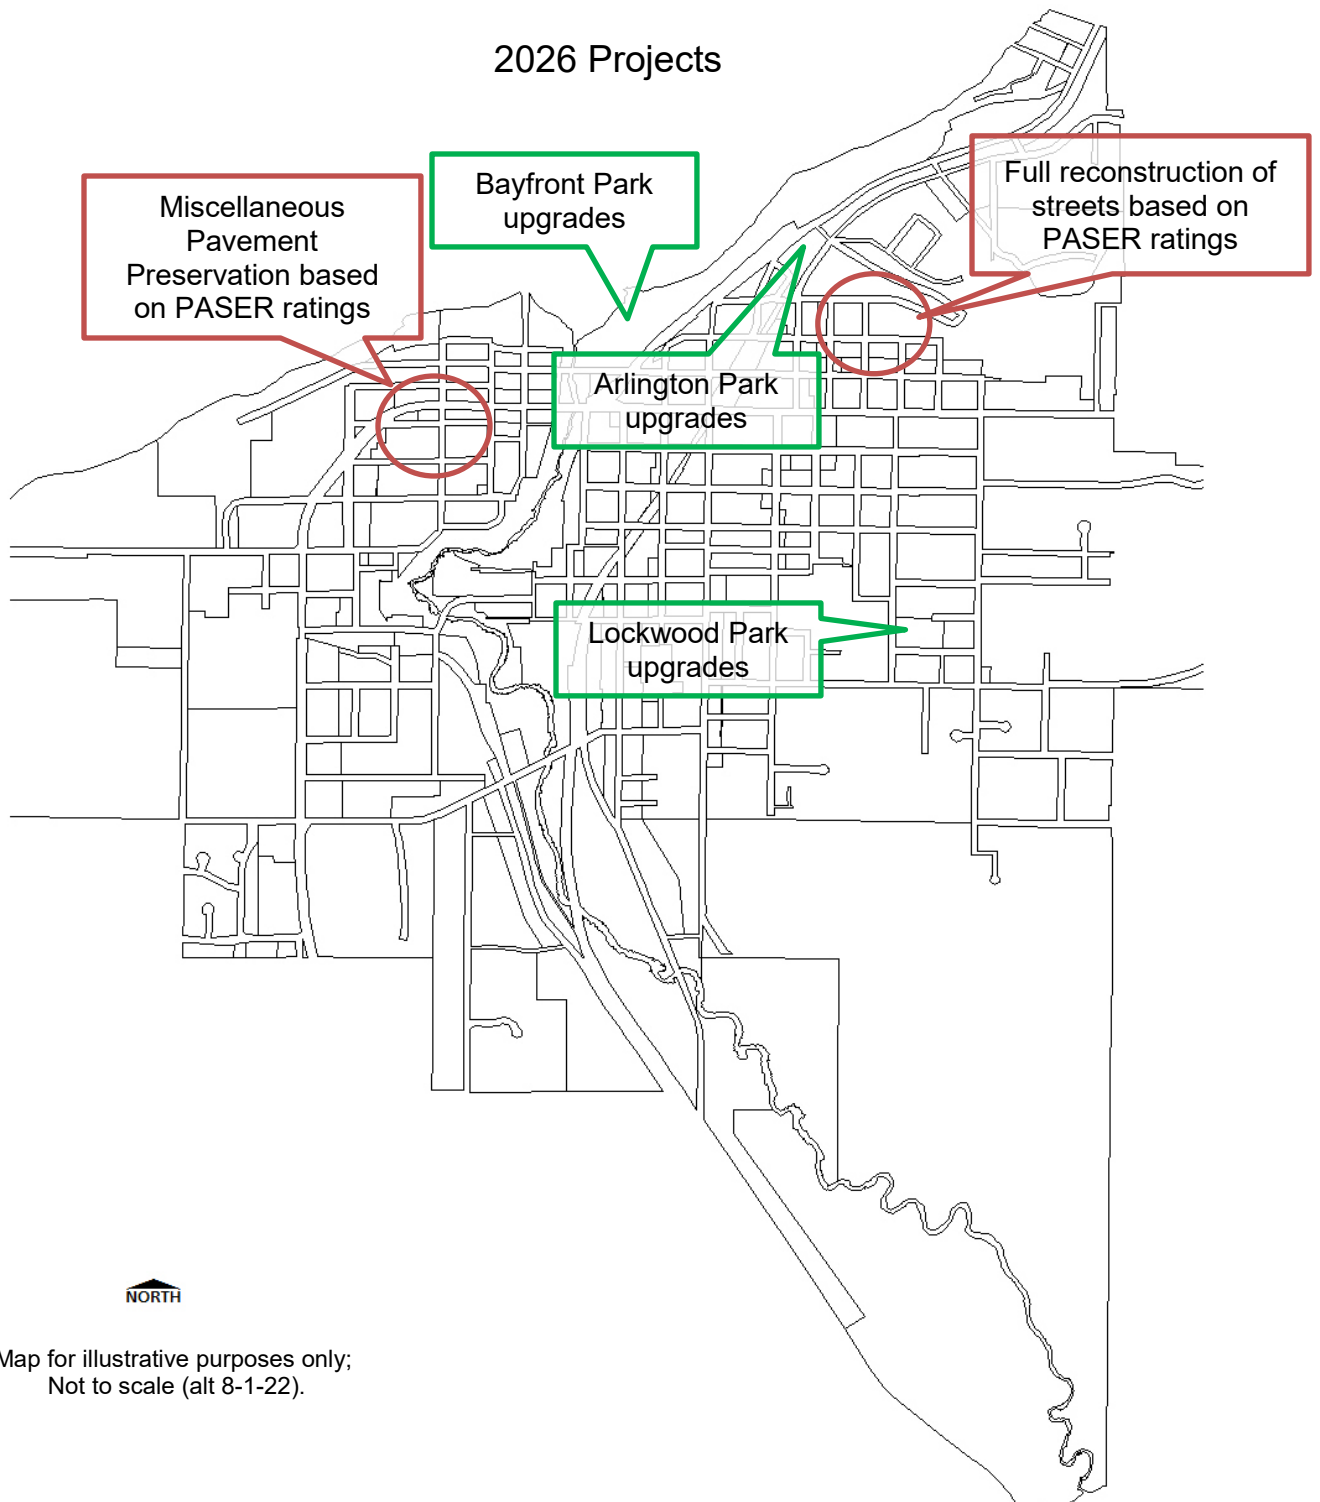 2026 Projects
Miscellaneous
Pavement
Preservation based
on PASER ratings
Bayfront Park
upgrades
Full reconstruction of
streets based on
PASER ratings
Arlington Park
upgrades
Lockwood Park
upgrades
NORTH
Map for illustrative purposes only;
Not to scale (alt 8-1-22).